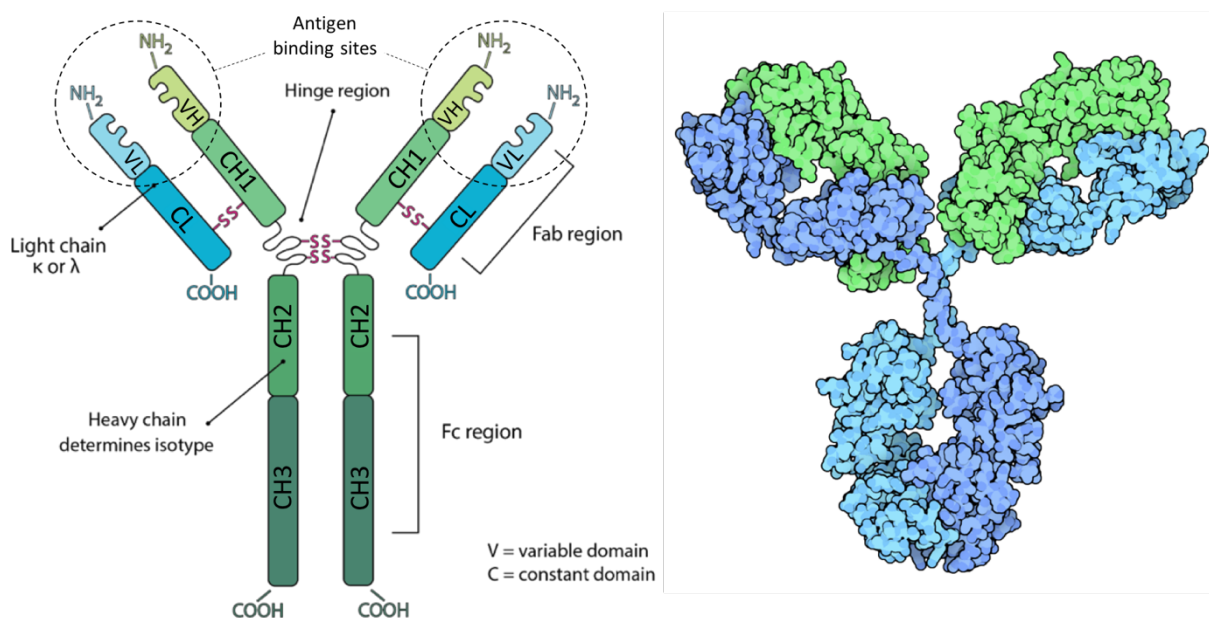 Antigen
binding sites
NH2
NH2
NH2
NH2
Hinge region
VH
VH
VL
VL
CH1
CH1
CL
CL
-SS-
-SS-
-SS-
-SS-
Fab region
Light chain
κ or λ
COOH
COOH
CH2
CH2
Heavy chain
determines isotype
Fc region
CH3
CH3
V = variable domain
C = constant domain
COOH
COOH